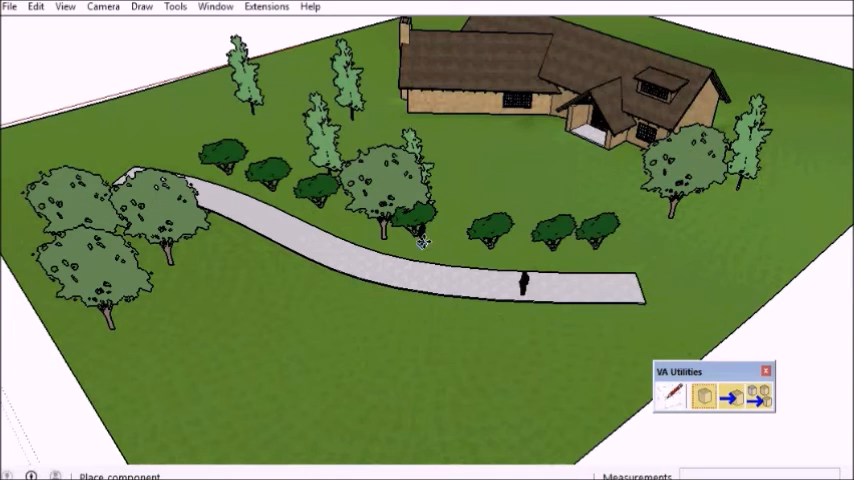 File Edit View Camera Draw Tools Window Extensions Help
VA Utilities
Place component
Measurements